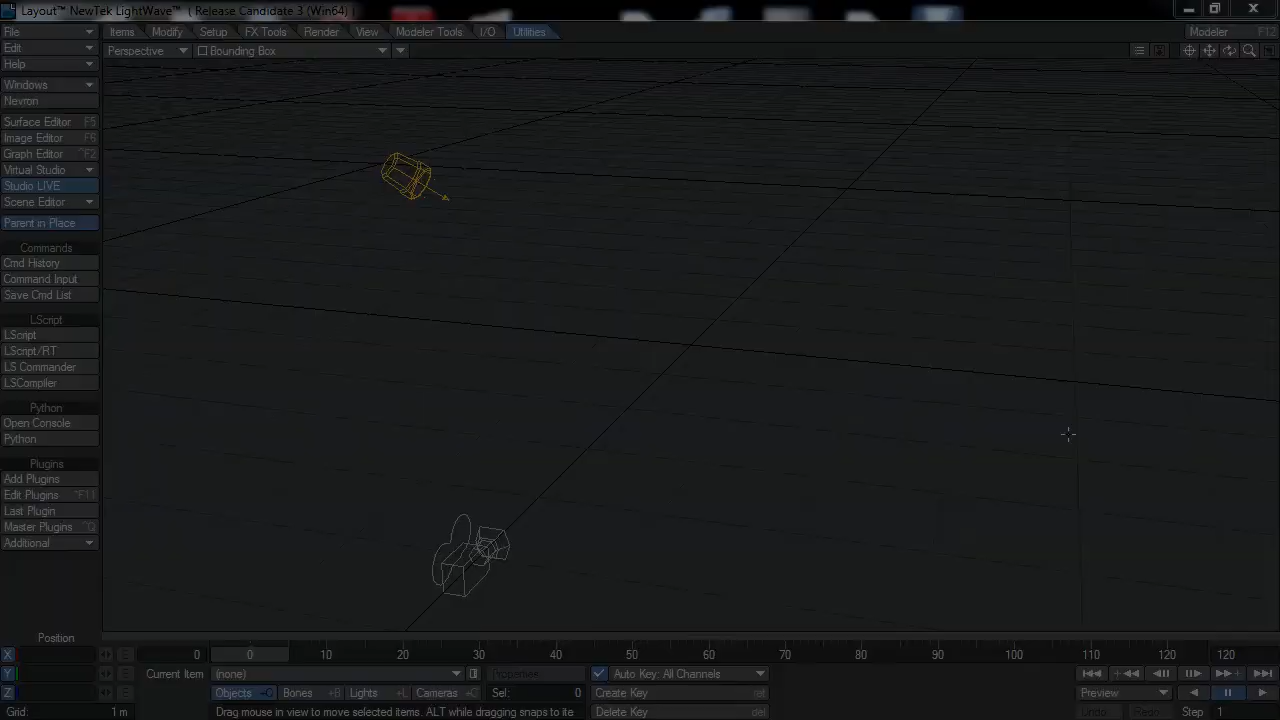 Layout™ NewTek LightWave™ ( Release Candidate 3 (Win64) )
File Items Modify Setup FX Tools Render View Modeler Tools I/O Utilities Modeler F12
Edit Perspective Bounding Box
Help
Windows
Nevron
Surface Editor F5
Image Editor F6
Graph Editor ^F2
Virtual Studio
Studio LIVE
Scene Editor
Parent in Place
Commands
Cmd History
Command Input
Save Cmd List
LScript
LScript
LScript/RT
LS Commander
LSCompiler
Python
Open Console
Python
Plugins
Add Plugins
Edit Plugins ^F11
Last Plugin
Master Plugins ^Q
Additional
Position
X 0 0 10 20 30 40 50 60 70 80 90 100 110 120 120
Y Current Item (none) Properties Auto Key: All Channels
Z Objects +O Bones +B Lights +L Cameras +C Sel: 0 Create Key ret Preview
Grid: 1 m Drag mouse in view to move selected items. ALT while dragging snaps to ite Delete Key del Undo Redo Step 1